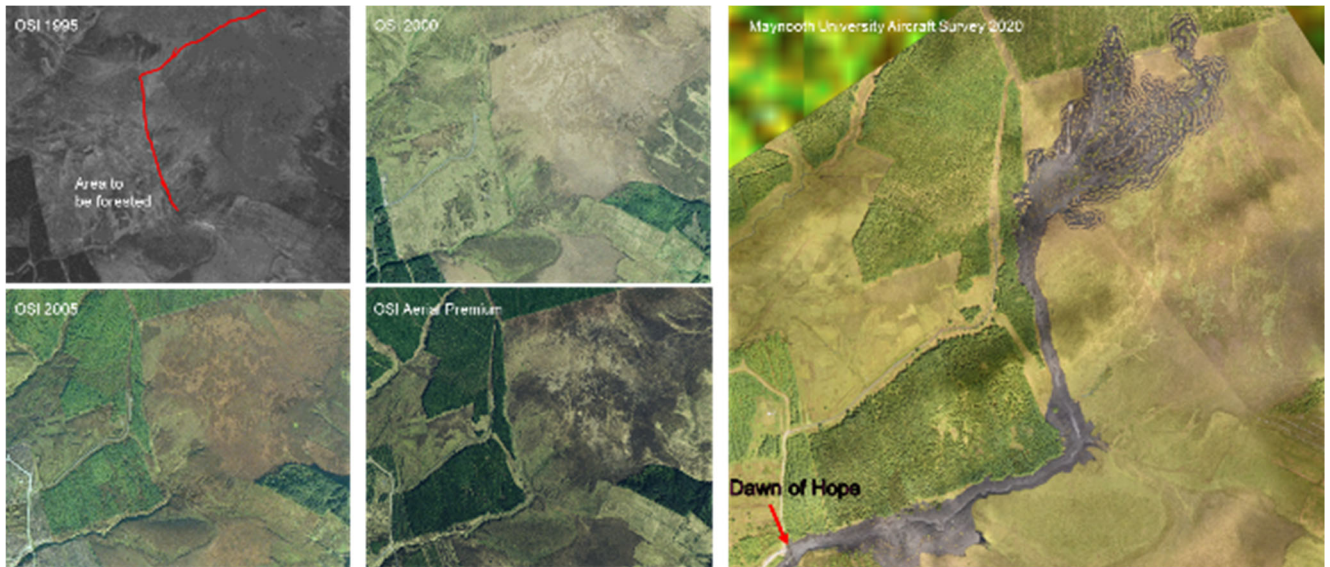 OSI 1995
Area to
be forested
OSI 2000
OSI 2005
OSI Aerial Premium
Maynooth University Aircraft Survey 2020
Dawn of Hope